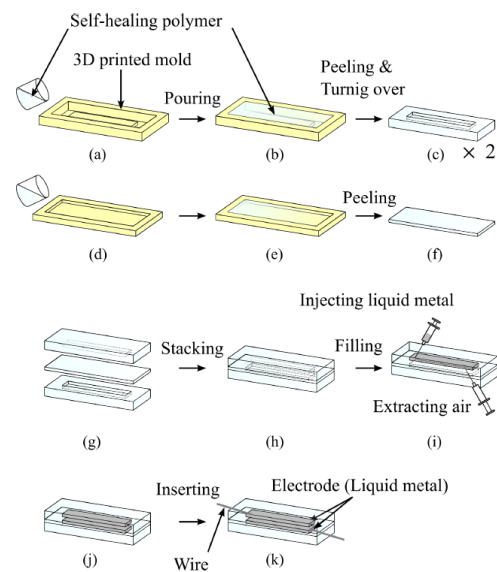 Self-healing polymer
3D printed mold
Pouring
Peeling &
Turnig over
(a)
(b)
(c)
× 2
Peeling
(d)
(e)
(f)
Injecting liquid metal
Stacking
Filling
Extracting air
(g)
(h)
(i)
Inserting
Electrode (Liquid metal)
Wire
(j)
(k)